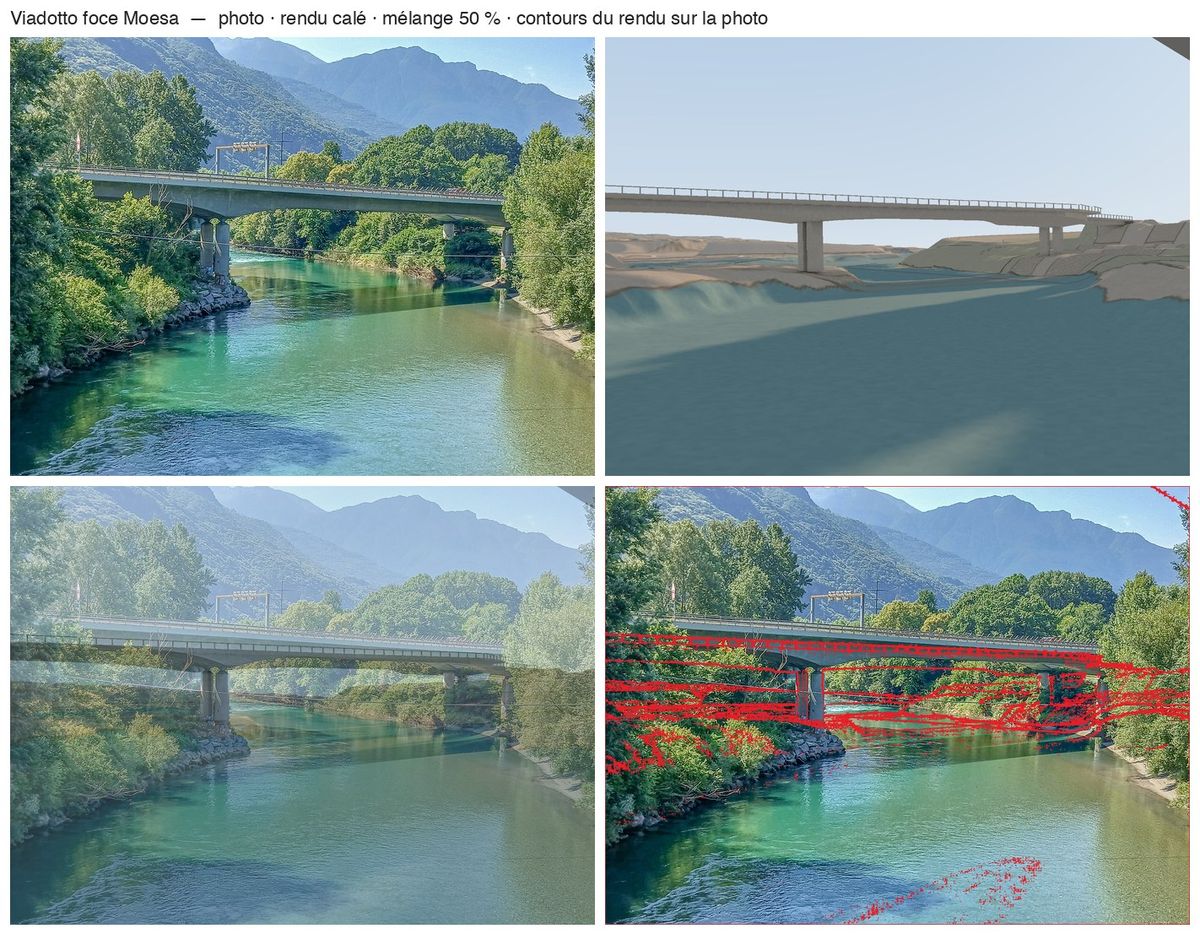 Viadotto foce Moesa — photo · rendu calé · mélange 50 % · contours du rendu sur la photo